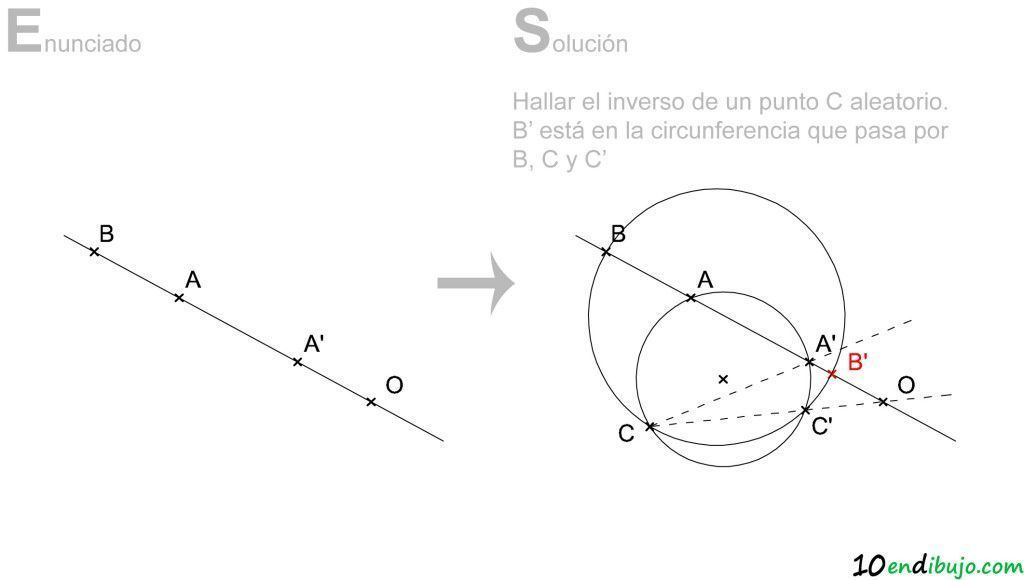 Enunciado
Solución
Hallar el inverso de un punto C aleatorio.
B’ está en la circunferencia que pasa por
B, C y C’
B
A
A'
O
B
A
A'
B'
O
C
C'
10endibujo.com